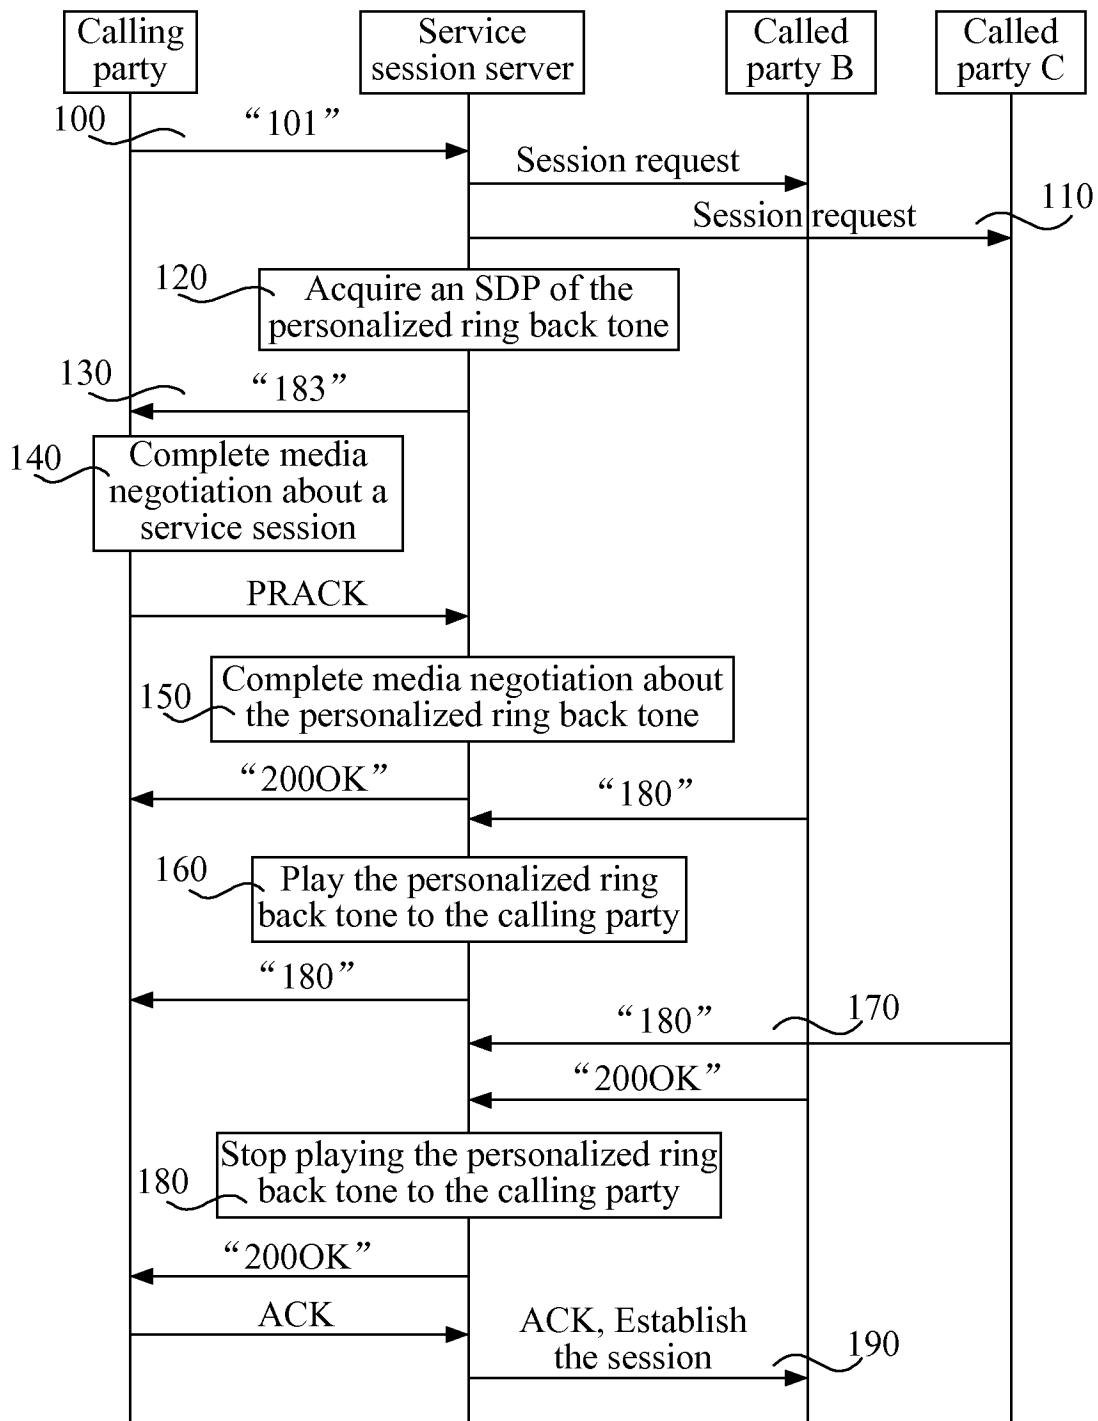 Calling
party
Service
session server
Called
party B
Called
party C
100
“101”
Session request
110
Session request
120
Acquire an SDP of the
personalized ring back tone
130
“183”
140
Complete media
negotiation about a
service session
PRACK
150
Complete media negotiation about
the personalized ring back tone
“200OK”
“180”
160
Play the personalized ring
back tone to the calling party
“180”
“180”
170
“200OK”
180
Stop playing the personalized ring
back tone to the calling party
“200OK”
ACK
ACK, Establish
the session
190